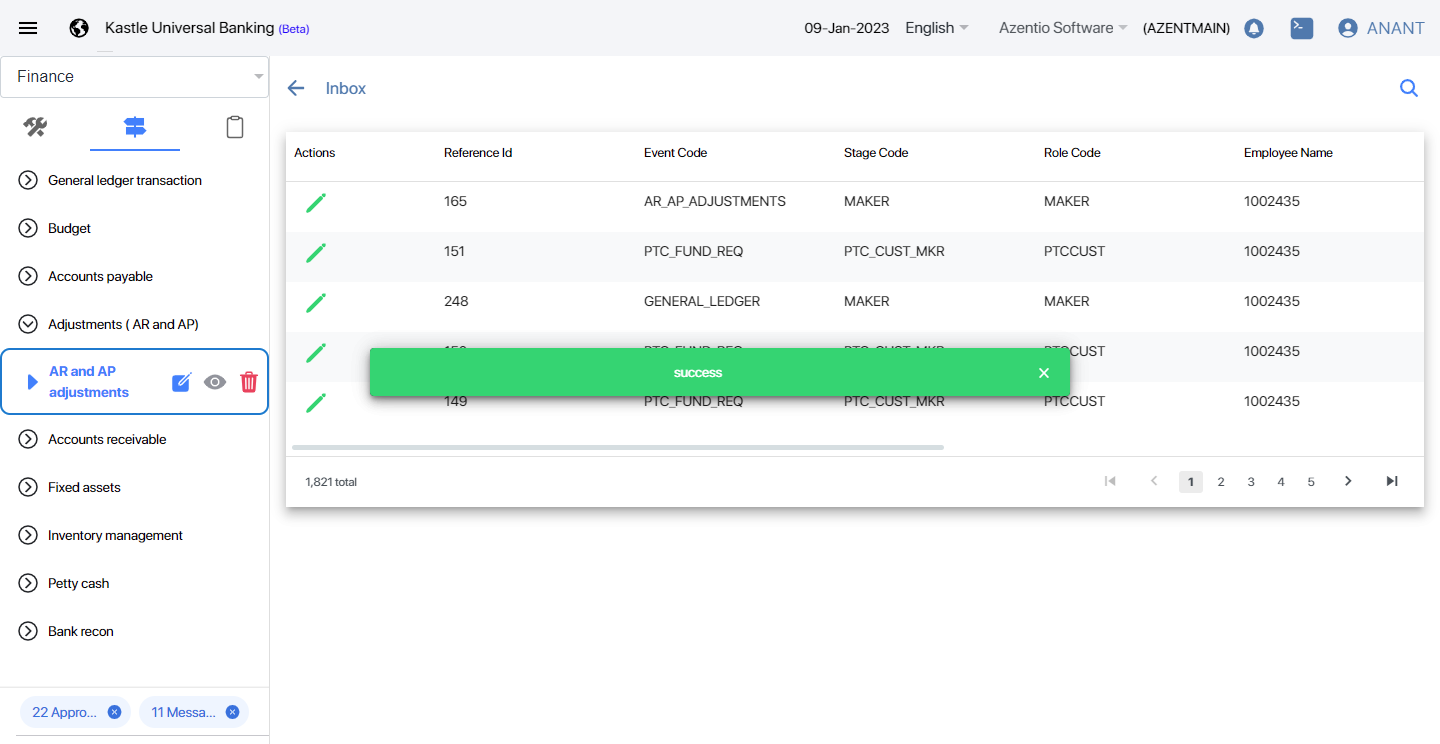 Kastle Universal Banking (Beta)
09-Jan-2023 English Azentio Software (AZENTMAIN) ANANT
Finance
General ledger transaction
Budget
Accounts payable
Adjustments ( AR and AP)
AR and AP
adjustments
Accounts receivable
Fixed assets
Inventory management
Petty cash
Bank recon
22 Appro...
11 Messa...
Inbox
Actions Reference Id Event Code Stage Code Role Code Employee Name
165 AR_AP_ADJUSTMENTS MAKER MAKER 1002435
151 PTC_FUND_REQ PTC_CUST_MKR PTCCUST 1002435
248 GENERAL_LEDGER MAKER MAKER 1002435
1002435
success
149 PTC_FUND_REQ PTC_CUST_MKR PTCCUST 1002435
1,821 total
1 2 3 4 5